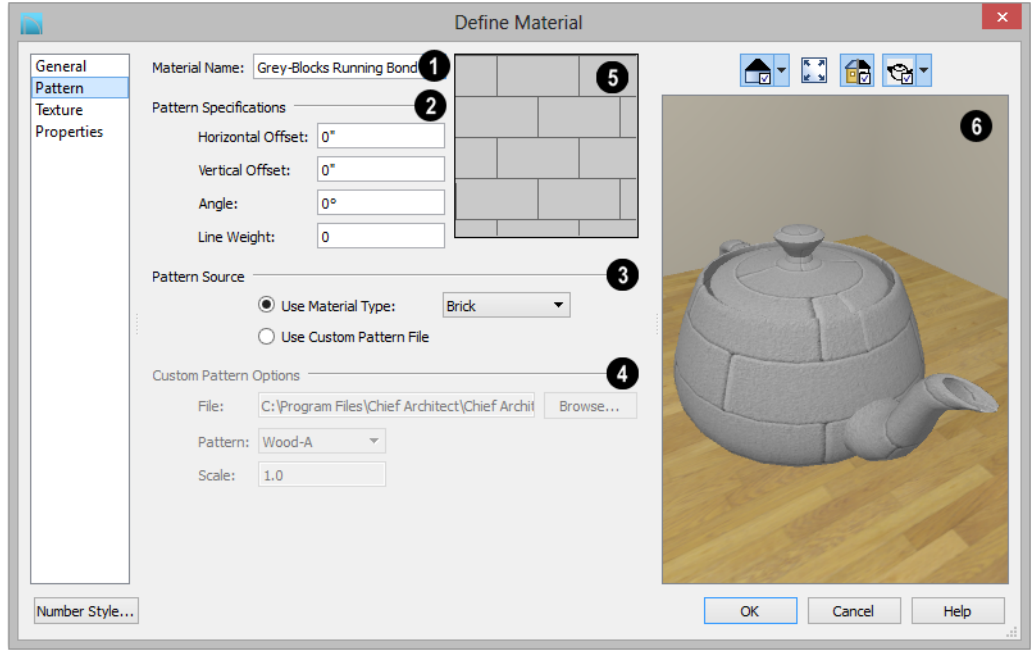 Define Material
General
Pattern
Texture
Properties
Material Name: Grey-Blocks Running Bond 1
Pattern Specifications 2
Horizontal Offset: 0"
Vertical Offset: 0"
Angle: 0°
Line Weight: 0
5
Pattern Source 3
Use Material Type: Brick
Use Custom Pattern File
Custom Pattern Options 4
File: C:\Program Files\Chief Architect\Chief Archit Browse...
Pattern: Wood-A
Scale: 1.0
6
Number Style...
OK Cancel Help